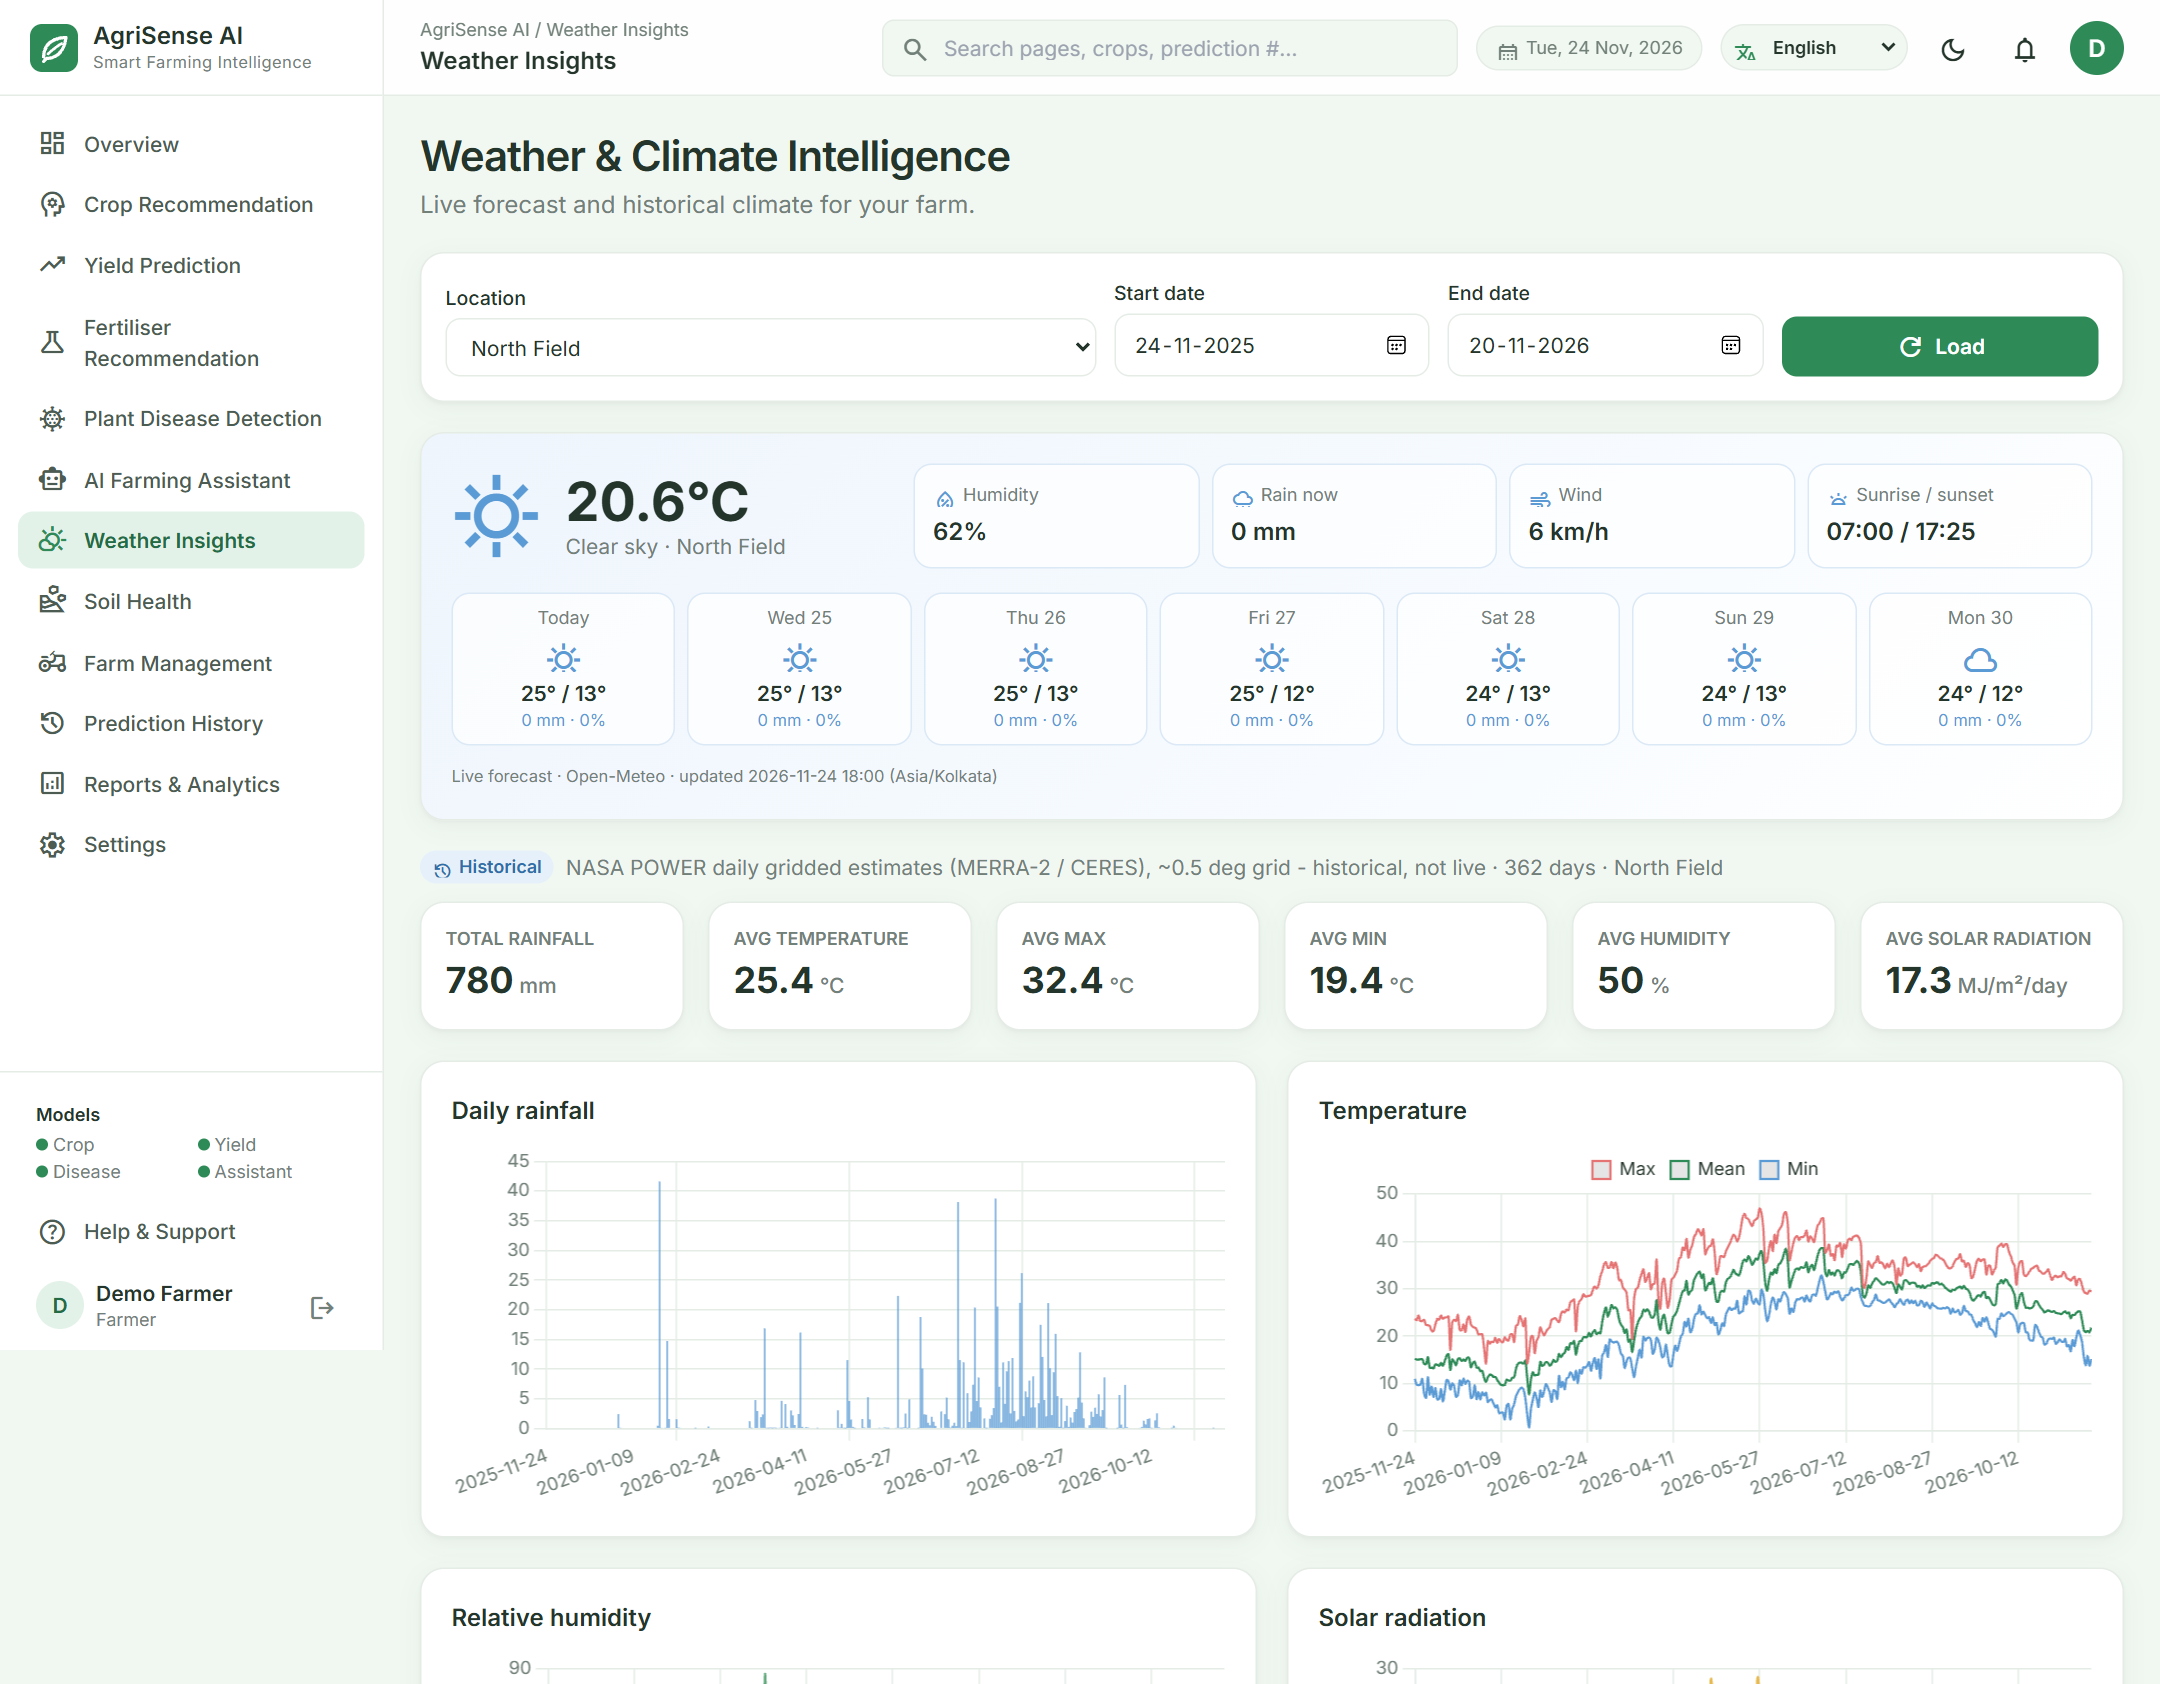 AgriSense AI
Smart Farming Intelligence
AgriSense AI / Weather Insights
Weather Insights
Search pages, crops, prediction #...
Tue, 24 Nov, 2026
English
D
Overview
Crop Recommendation
Yield Prediction
Fertiliser
Recommendation
Plant Disease Detection
AI Farming Assistant
Weather Insights
Soil Health
Farm Management
Prediction History
Reports & Analytics
Settings
Models
Crop
Yield
Disease
Assistant
Help & Support
D
Demo Farmer
Farmer
Weather & Climate Intelligence
Live forecast and historical climate for your farm.
Location
North Field
Start date
24-11-2025
End date
20-11-2026
Load
20.6°C
Clear sky · North Field
Humidity
62%
Rain now
0 mm
Wind
6 km/h
Sunrise / sunset
07:00 / 17:25
Today
25° / 13°
0 mm · 0%
Wed 25
25° / 13°
0 mm · 0%
Thu 26
25° / 13°
0 mm · 0%
Fri 27
25° / 12°
0 mm · 0%
Sat 28
24° / 13°
0 mm · 0%
Sun 29
24° / 13°
0 mm · 0%
Mon 30
24° / 12°
0 mm · 0%
Live forecast · Open-Meteo · updated 2026-11-24 18:00 (Asia/Kolkata)
Historical
NASA POWER daily gridded estimates (MERRA-2 / CERES), ~0.5 deg grid - historical, not live · 362 days · North Field
TOTAL RAINFALL
780 mm
AVG TEMPERATURE
25.4 °C
AVG MAX
32.4 °C
AVG MIN
19.4 °C
AVG HUMIDITY
50 %
AVG SOLAR RADIATION
17.3 MJ/m²/day
Daily rainfall
45
40
35
30
25
20
15
10
5
0
2025-11-24
2026-01-09
2026-02-24
2026-04-11
2026-05-27
2026-07-12
2026-08-27
2026-10-12
Temperature
Max
Mean
Min
50
40
30
20
10
0
2025-11-24
2026-01-09
2026-02-24
2026-04-11
2026-05-27
2026-07-12
2026-08-27
2026-10-12
Relative humidity
90
Solar radiation
30